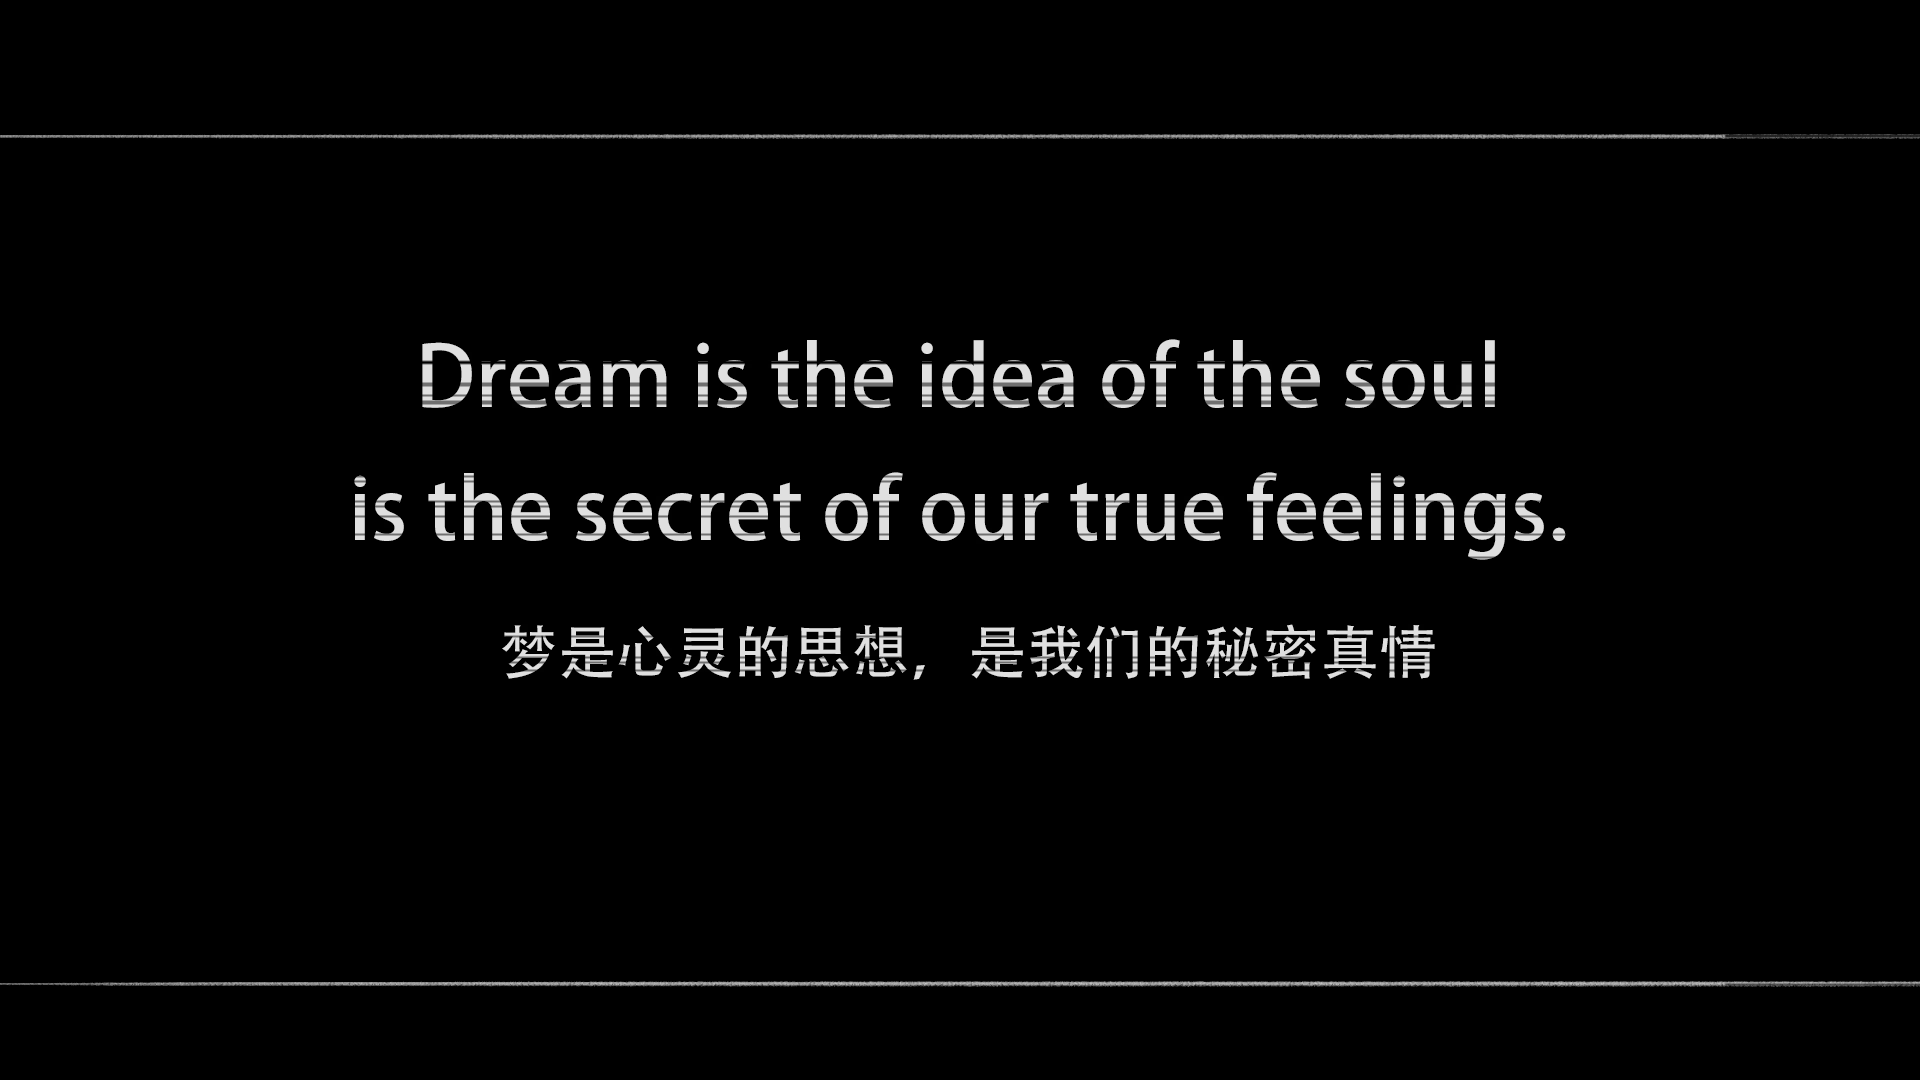 Dream is the idea of the soul
is the secret of our true feelings.
梦是心灵的思想，是我们的秘密真情